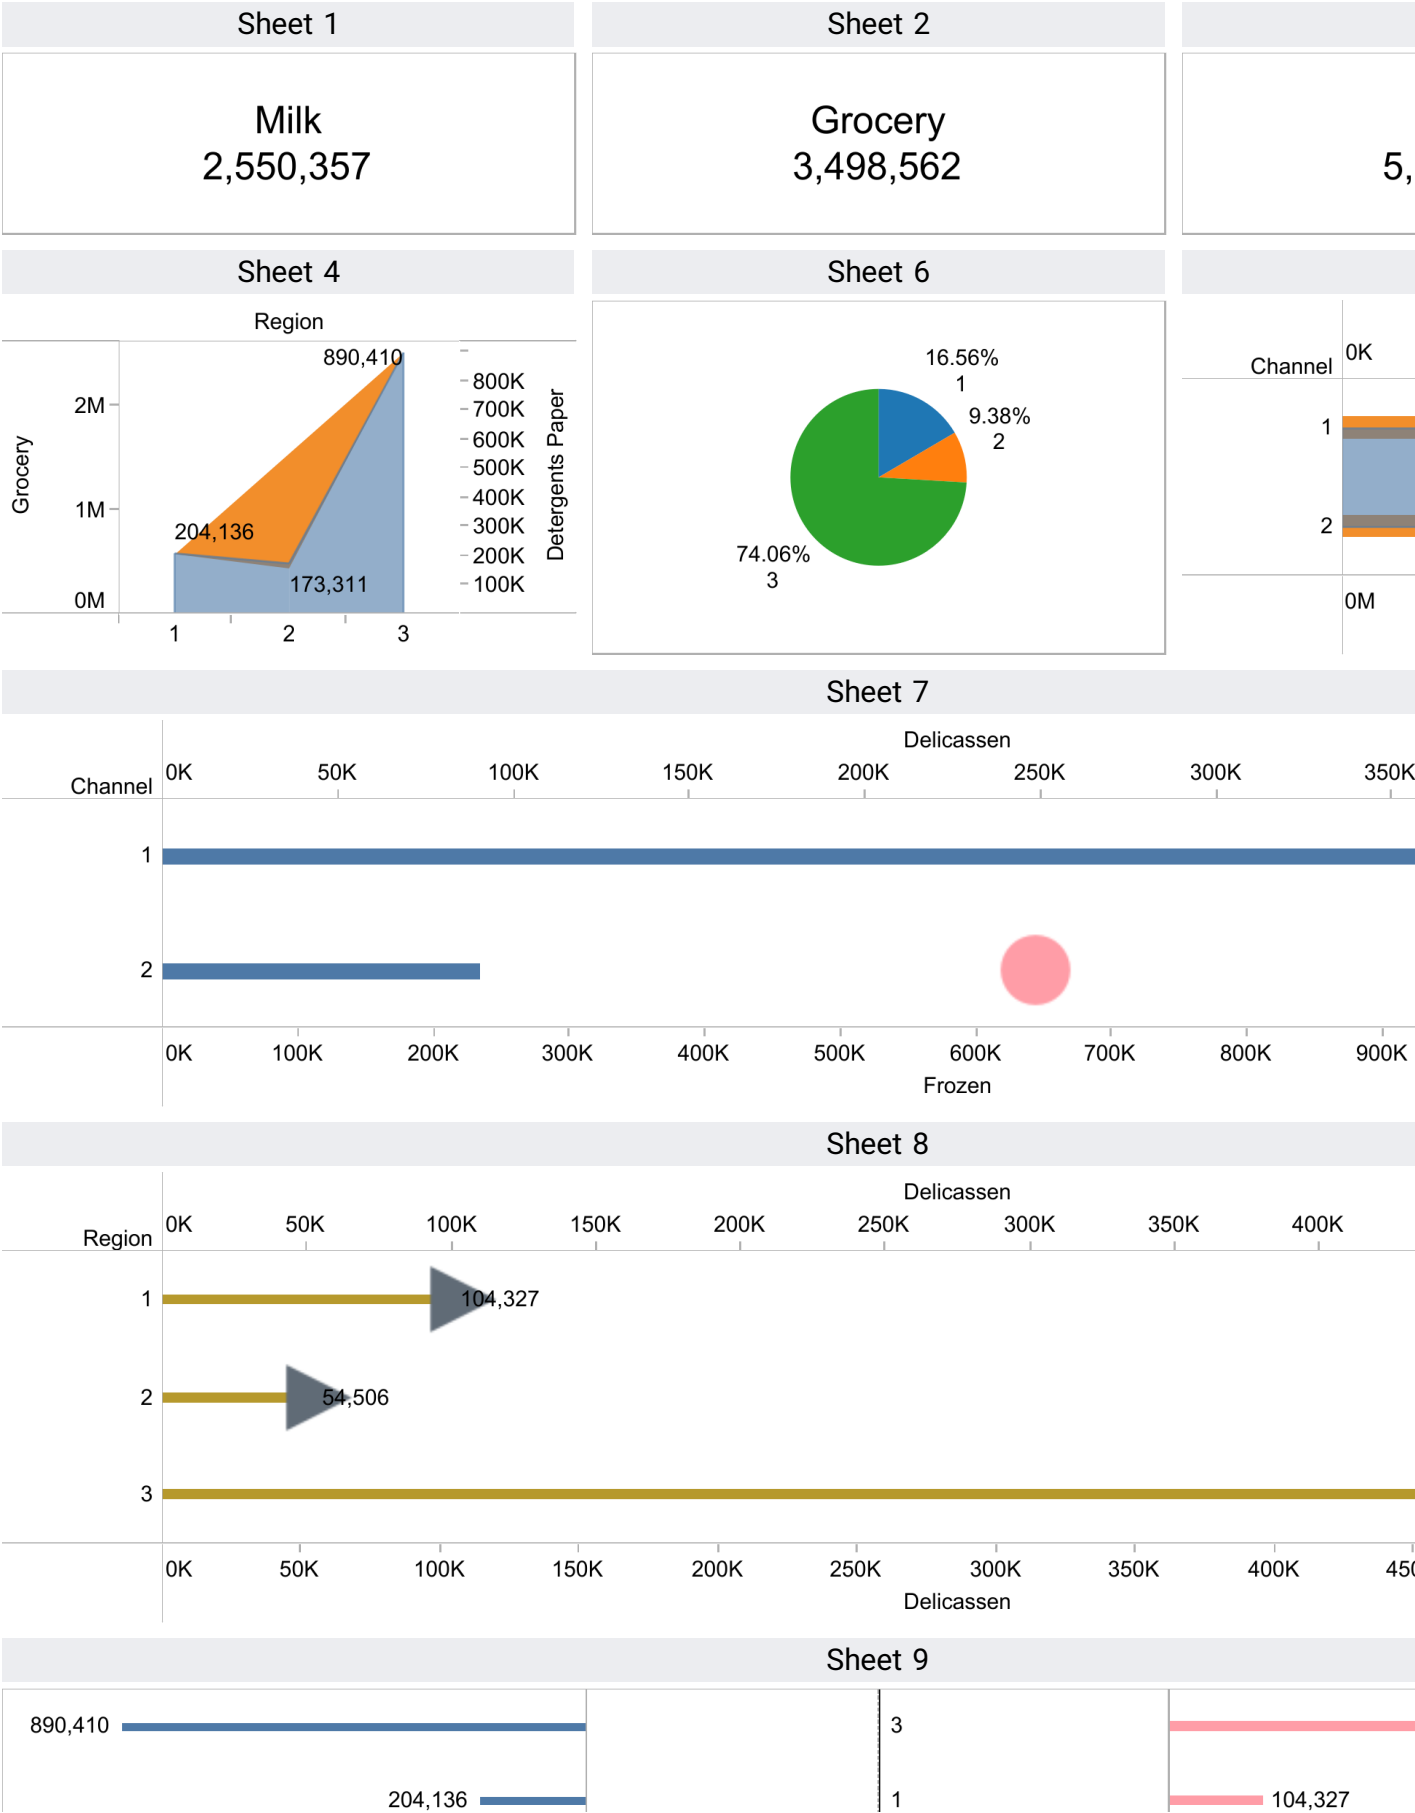 Sheet 1
Sheet 2
Milk
2,550,357
Grocery
3,498,562
5,
Sheet 4
Sheet 6
Region
890,410
204,136
173,311
2M
1M
0M
Grocery
800K
700K
600K
500K
400K
300K
200K
100K
Detergents Paper
1 2 3
16.56%
1
9.38%
2
74.06%
3
Channel 0K
1
2
0M
Sheet 7
Delicassen
Channel 0K 50K 100K 150K 200K 250K 300K 350K
1
2
0K 100K 200K 300K 400K 500K 600K 700K 800K 900K
Frozen
Sheet 8
Delicassen
Region 0K 50K 100K 150K 200K 250K 300K 350K 400K
1 104,327
2 54,506
3
0K 50K 100K 150K 200K 250K 300K 350K 400K 450
Delicassen
Sheet 9
890,410 3
204,136 1 104,327